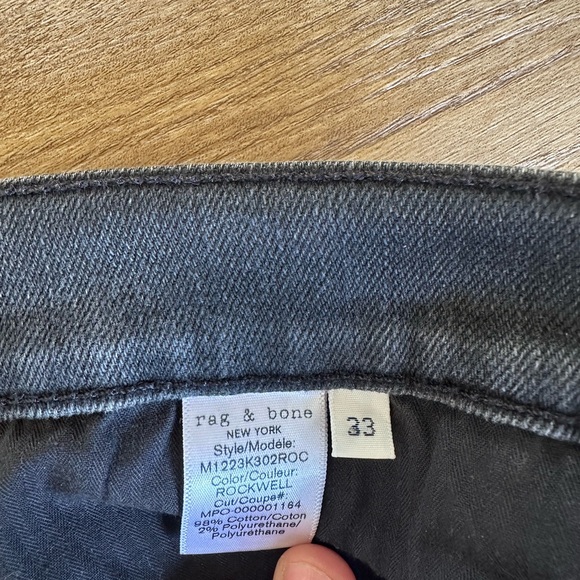 rag & bone
NEW YORK
Style/Modèle:
M1223K302ROC
Color/Couleur:
ROCKWELL
Cut/Coupe#:
MPO-000001164
98% Cotton/Coton
2% Polyurethane/
Polyurethane
33